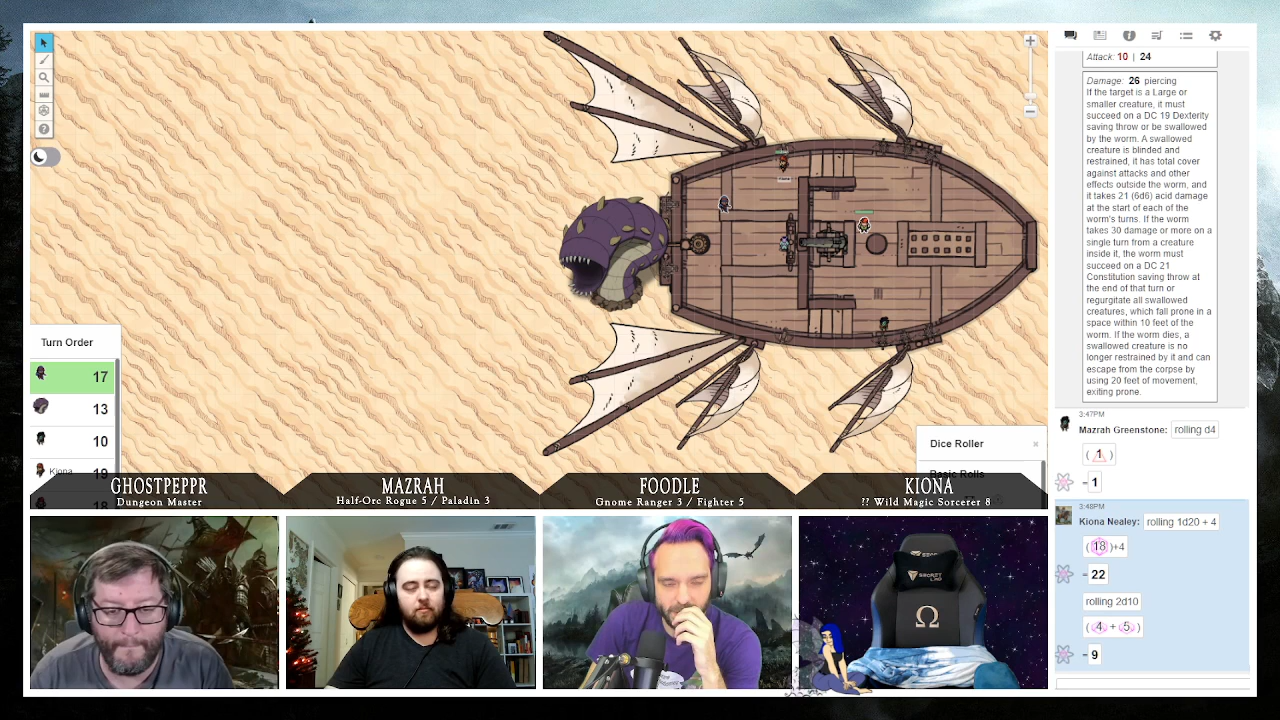 Attack: 10 | 24
Damage: 26 piercing
If the target is a Large or
smaller creature, it must
succeed on a DC 19 Dexterity
saving throw or be swallowed
by the worm. A swallowed
creature is blinded and
restrained, it has total cover
against attacks and other
effects outside the worm, and
it takes 21 (6d6) acid damage
at the start of each of the
worm's turns. If the worm
takes 30 damage or more on a
single turn from a creature
inside it, the worm must
succeed on a DC 21
Constitution saving throw at
the end of that turn or
regurgitate all swallowed
creatures, which fall prone in a
space within 10 feet of the
worm. If the worm dies, a
swallowed creature is no
longer restrained by it and can
escape from the corpse by
using 20 feet of movement,
exiting prone.
3:47PM
Mazrah Greenstone: rolling d4
( 1 )
= 1
3:48PM
Kiona Nealey: rolling 1d20 + 4
( 18 )+4
= 22
rolling 2d10
( 4 + 5 )
= 9
Turn Order
17
13
10
Kiona 19
18
Dice Roller ×
Basic Rolls
GHOSTPEPPR
Dungeon Master
MAZRAH
Half-Orc Rogue 5 / Paladin 3
FOODLE
Gnome Ranger 3 / Fighter 5
KIONA
?? Wild Magic Sorcerer 8
SECRET
LAB
Ω